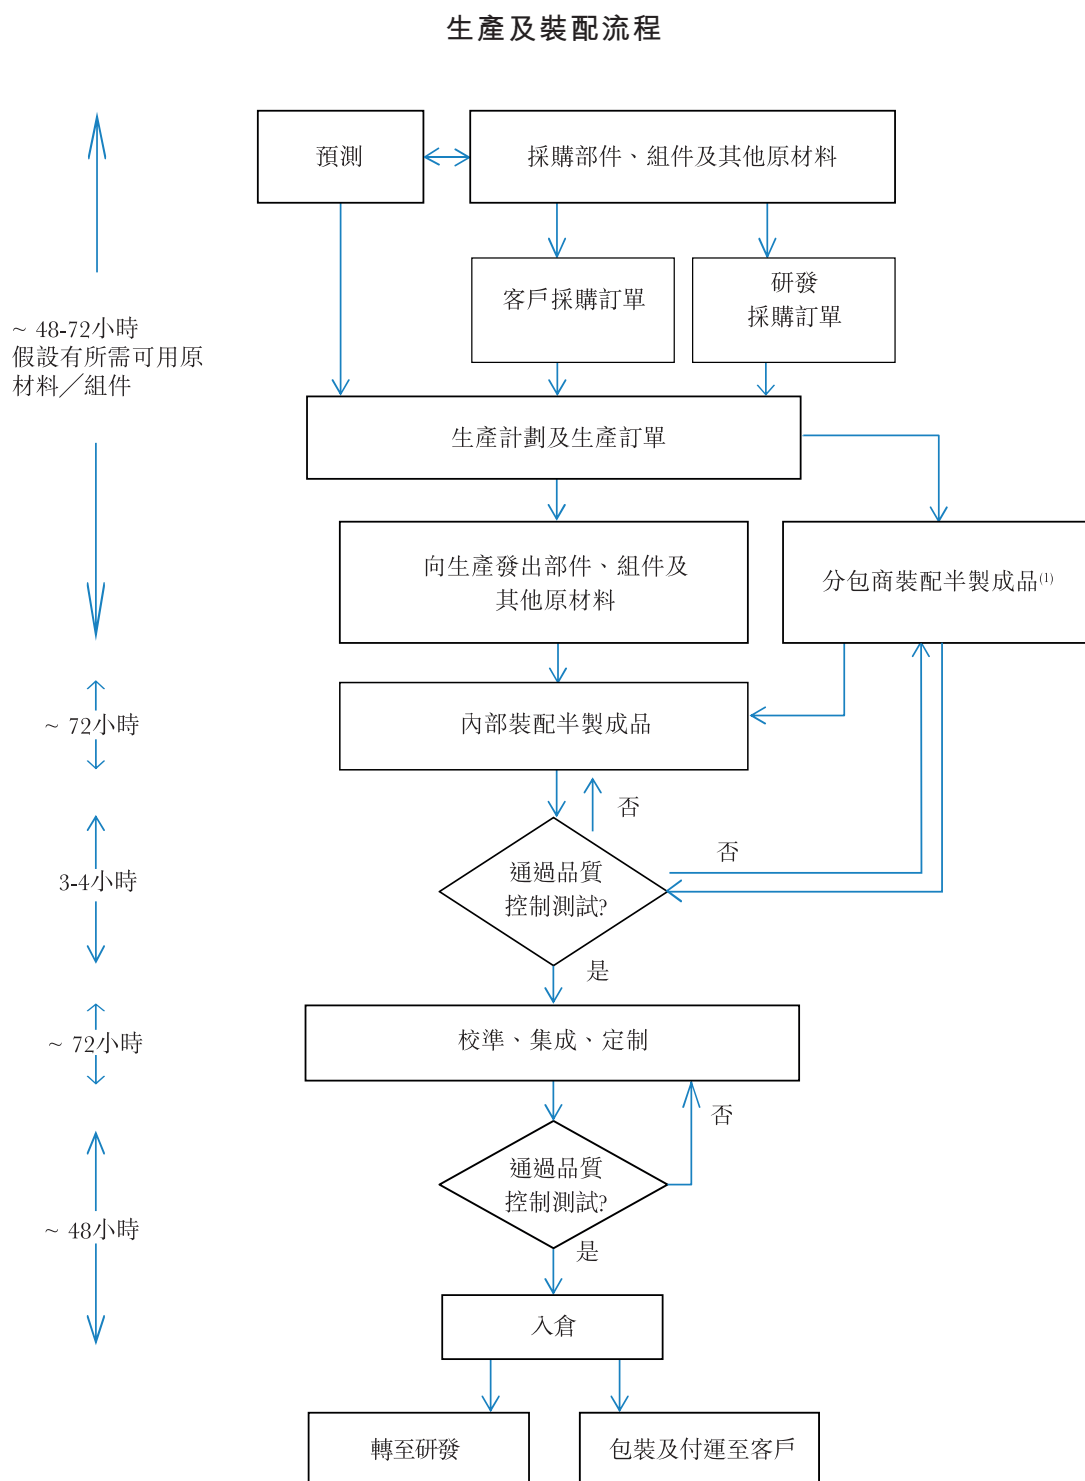 生產及裝配流程
預測
採購部件、組件及其他原材料
客戶採購訂單
研發
採購訂單
~ 48-72小時
假設有所需可用原
材料／組件
生產計劃及生產訂單
向生產發出部件、組件及
其他原材料
分包商裝配半製成品(1)
~ 72小時
內部裝配半製成品
否
否
3-4小時
通過品質
控制測試?
是
~ 72小時
校準、集成、定制
否
通過品質
控制測試?
~ 48小時
是
入倉
轉至研發
包裝及付運至客戶